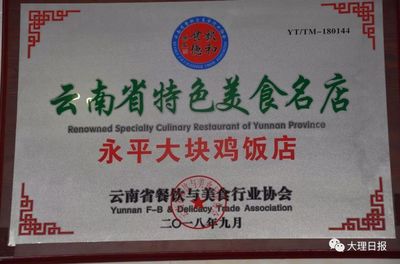 YT/TM-180144
云南省特色美食名店
Renowned Specialty Culinary Restaurant of Yunnan Province
永平大块鸡饭店
云南省餐饮与美食行业协会
Yunnan F-B & Delicacy Trade Association
二〇一八年九月
大理日报